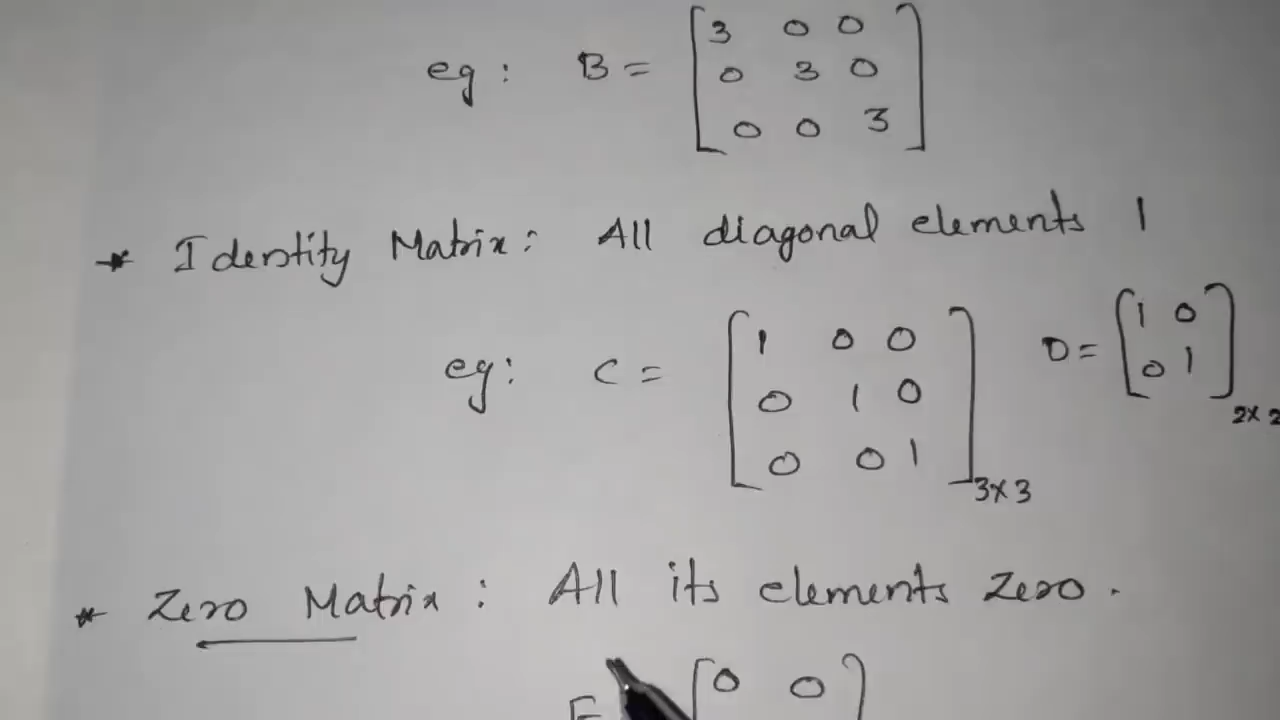 eg: B = [3 0 0
0 3 0
0 0 3]
* Identity Matrix: All diagonal elements 1
eg: C = [1 0 0
0 1 0
0 0 1] 3x3
D = [1 0
0 1] 2x2
* Zero Matrix: All its elements zero.
[0 0